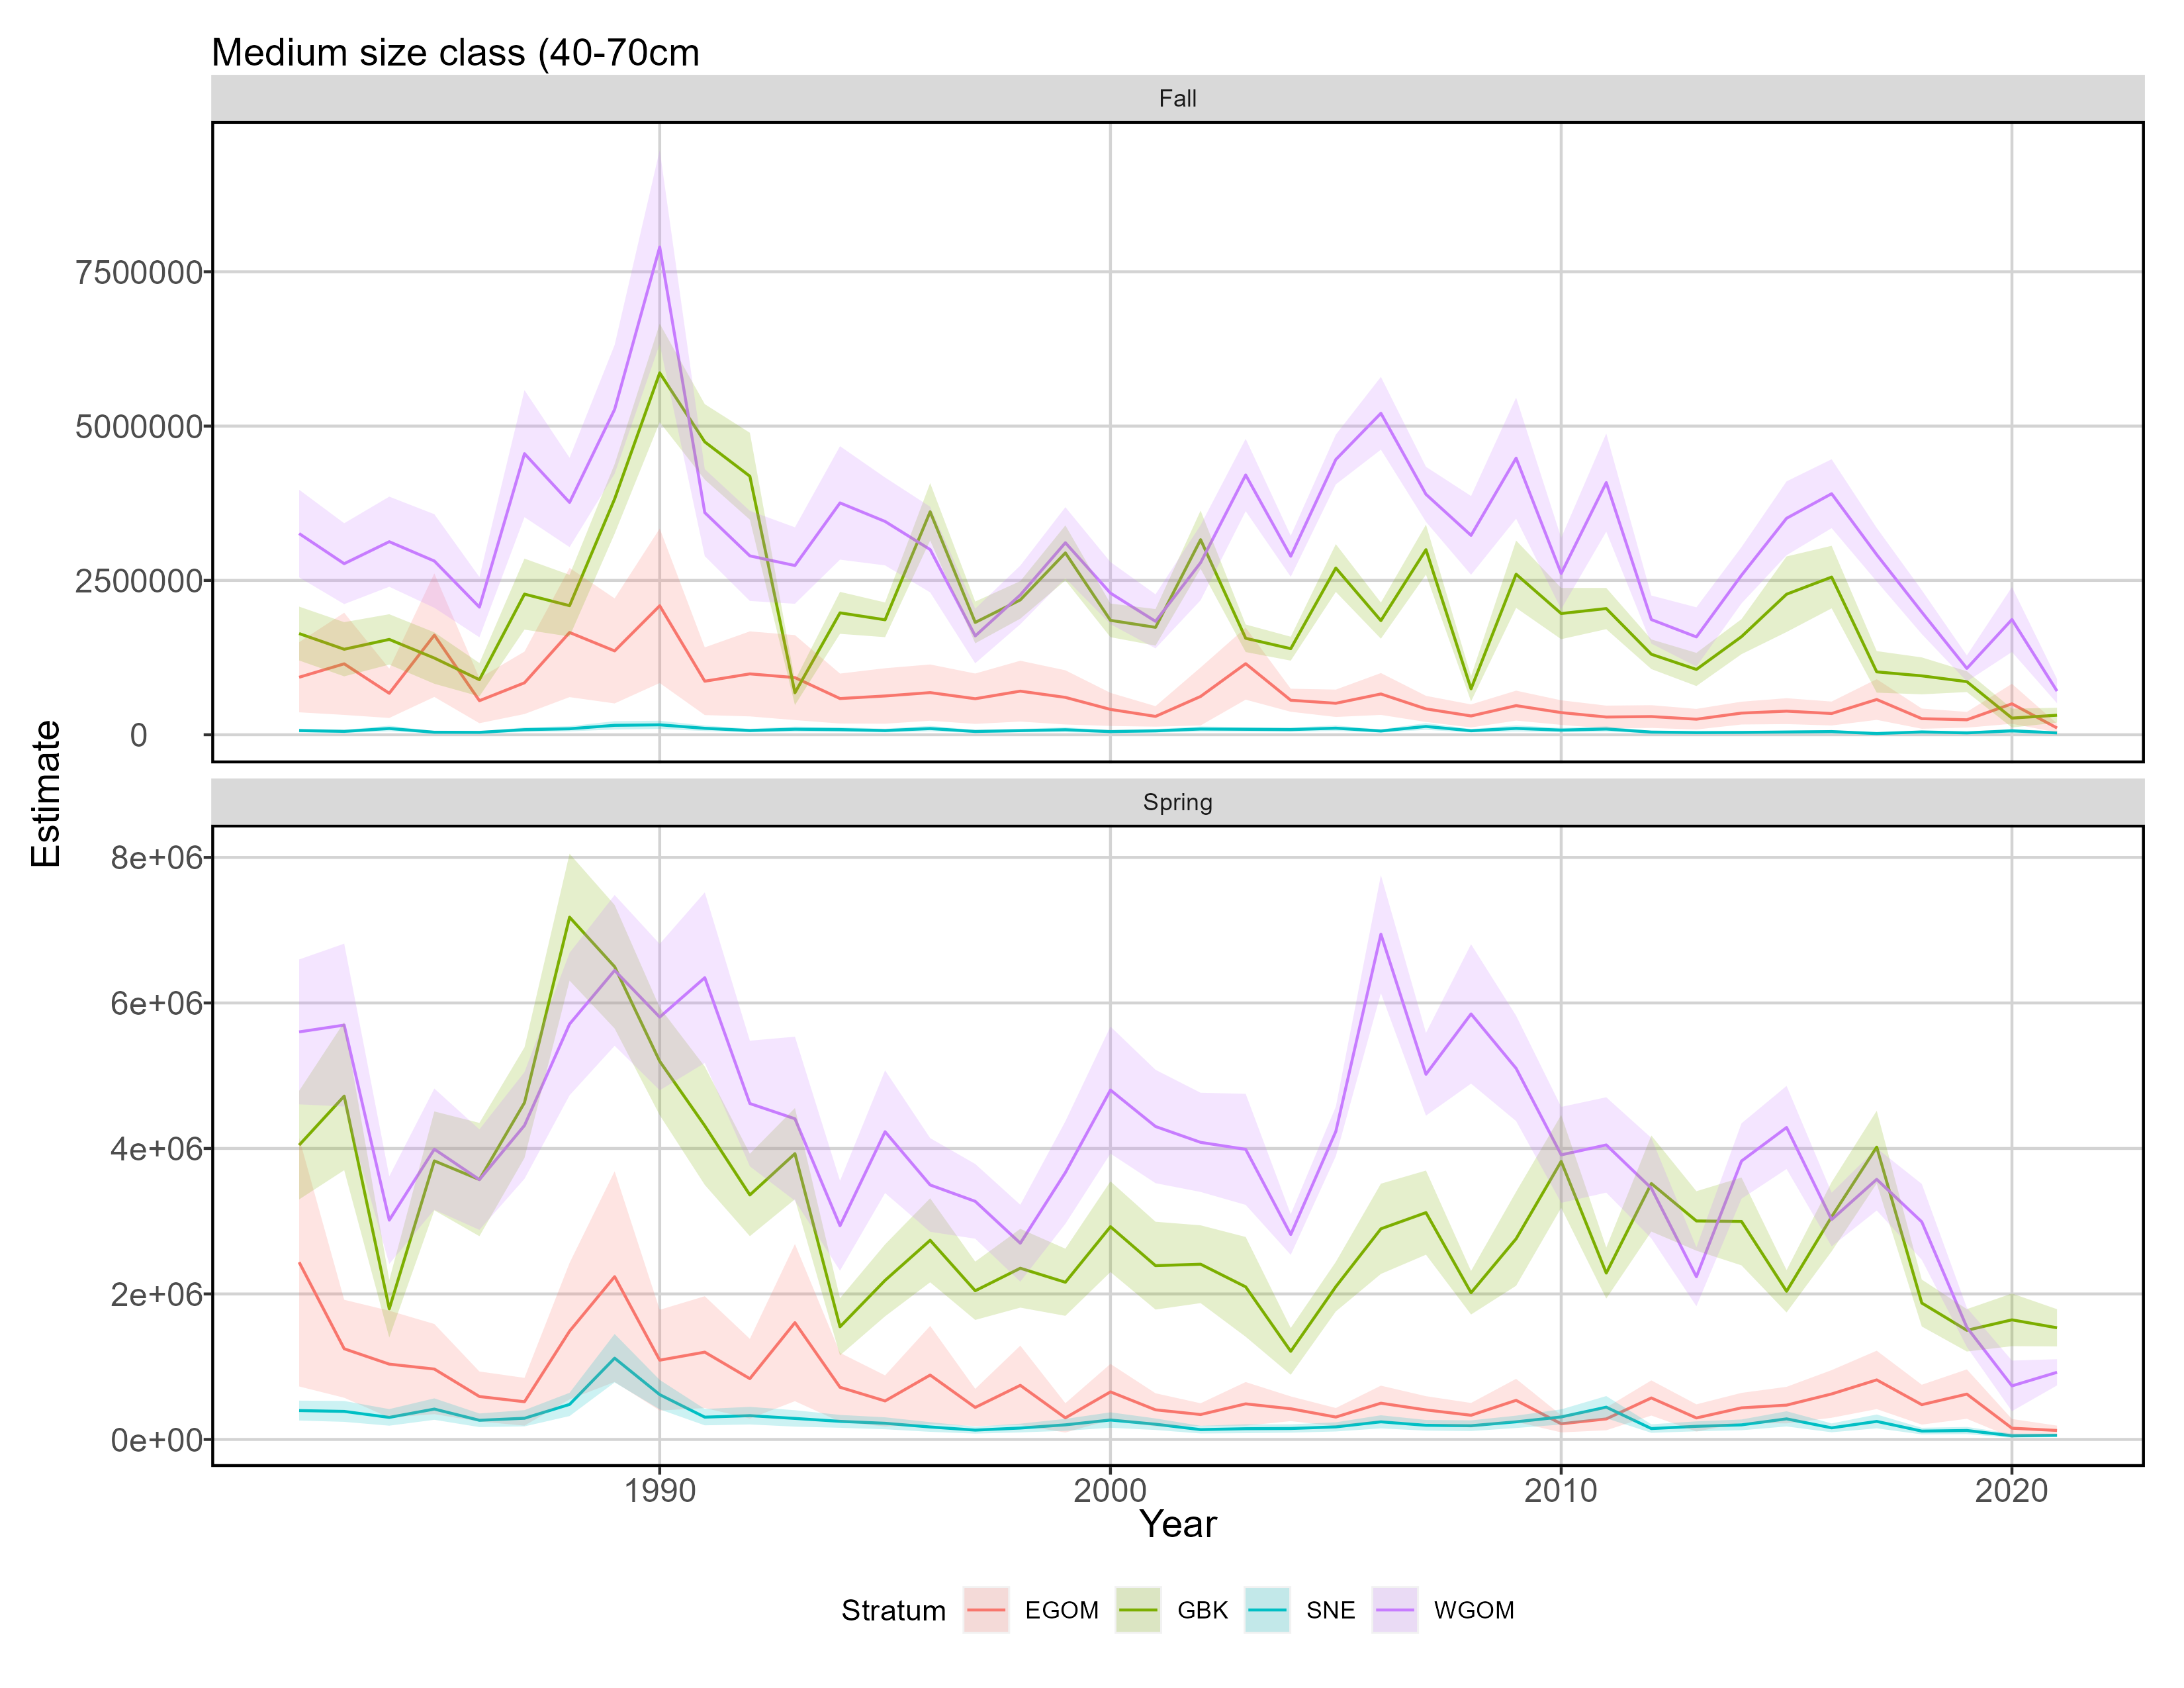 Medium size class (40-70cm
Fall
7500000
5000000
2500000
0
Estimate
Spring
8e+06
6e+06
4e+06
2e+06
0e+00
1990 2000 2010 2020
Year
Stratum EGOM GBK SNE WGOM